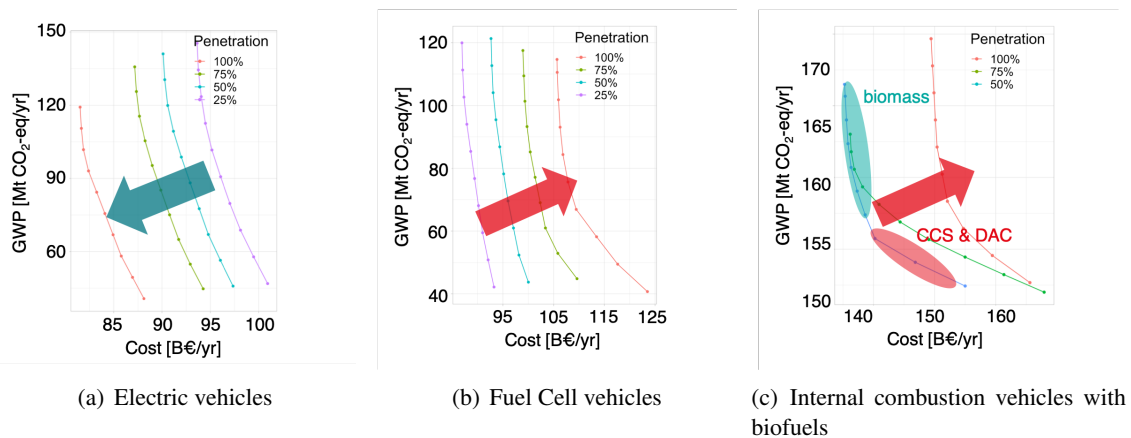 Penetration
100%
75%
50%
25%
150
120
90
60
GWP [Mt CO₂-eq/yr]
85 90 95 100
Cost [B€/yr]
(a) Electric vehicles
Penetration
100%
75%
50%
25%
120
100
80
60
40
GWP [Mt CO₂-eq/yr]
95 105 115 125
Cost [B€/yr]
(b) Fuel Cell vehicles
Penetration
100%
75%
50%
biomass
CCS & DAC
170
165
160
155
150
GWP [Mt CO₂-eq/yr]
140 150 160
Cost [B€/yr]
(c) Internal combustion vehicles with
biofuels